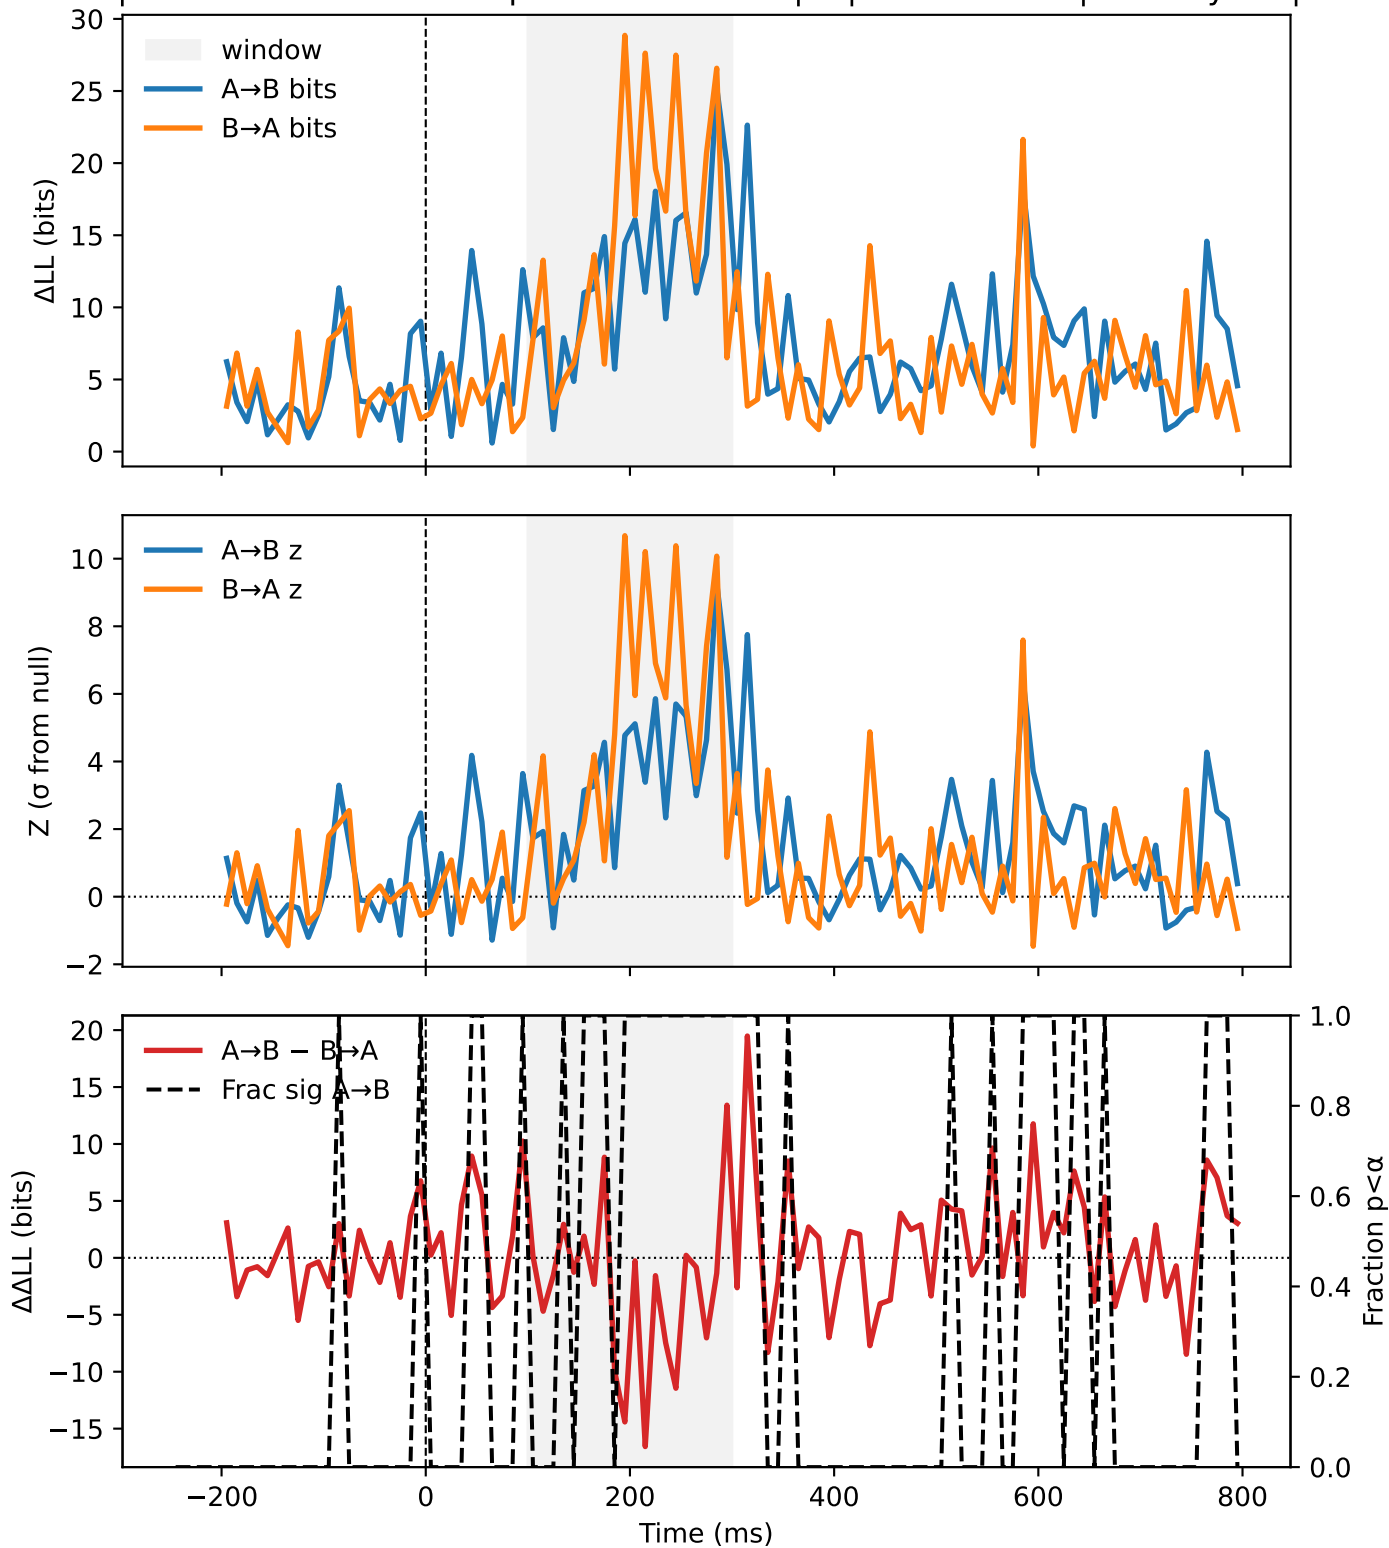 30
25
20
15
10
5
0
ΔLL (bits)
window
A→B bits
B→A bits
10
8
6
4
2
0
−2
Z (σ from null)
A→B z
B→A z
20
15
10
5
0
−5
−10
−15
ΔΔLL (bits)
A→B − B→A
Frac sig A→B
1.0
0.8
0.6
0.4
0.2
0.0
Fraction p<α
−200 0 200 400 600 800
Time (ms)